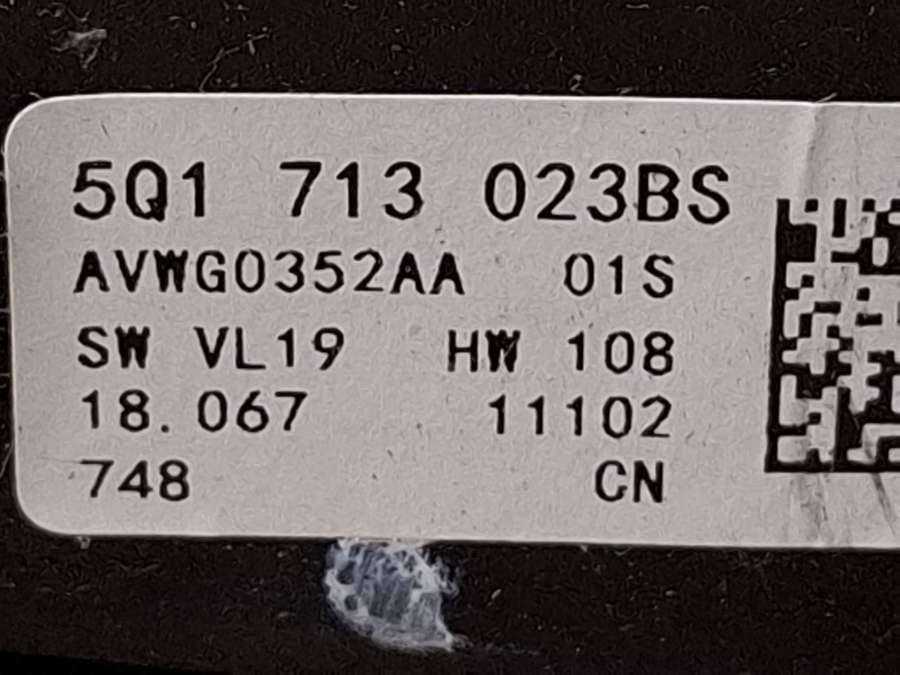 5Q1 713 023BS
AVWG0352AA 01S
SW VL19 HW 108
18.067 11102
748 CN